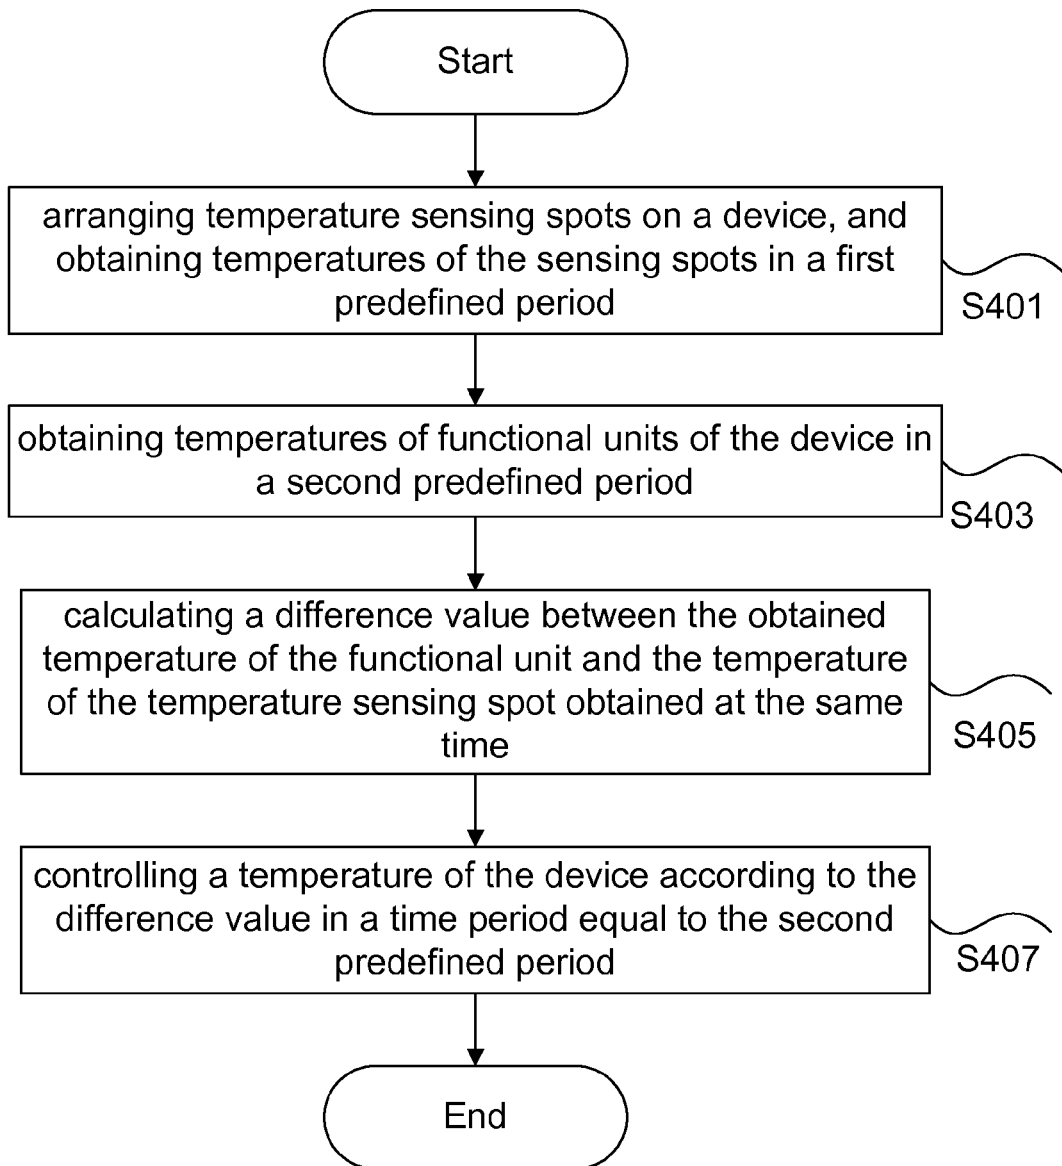 Start
arranging temperature sensing spots on a device, and
obtaining temperatures of the sensing spots in a first
predefined period
S401
obtaining temperatures of functional units of the device in
a second predefined period
S403
calculating a difference value between the obtained
temperature of the functional unit and the temperature
of the temperature sensing spot obtained at the same
time
S405
controlling a temperature of the device according to the
difference value in a time period equal to the second
predefined period
S407
End